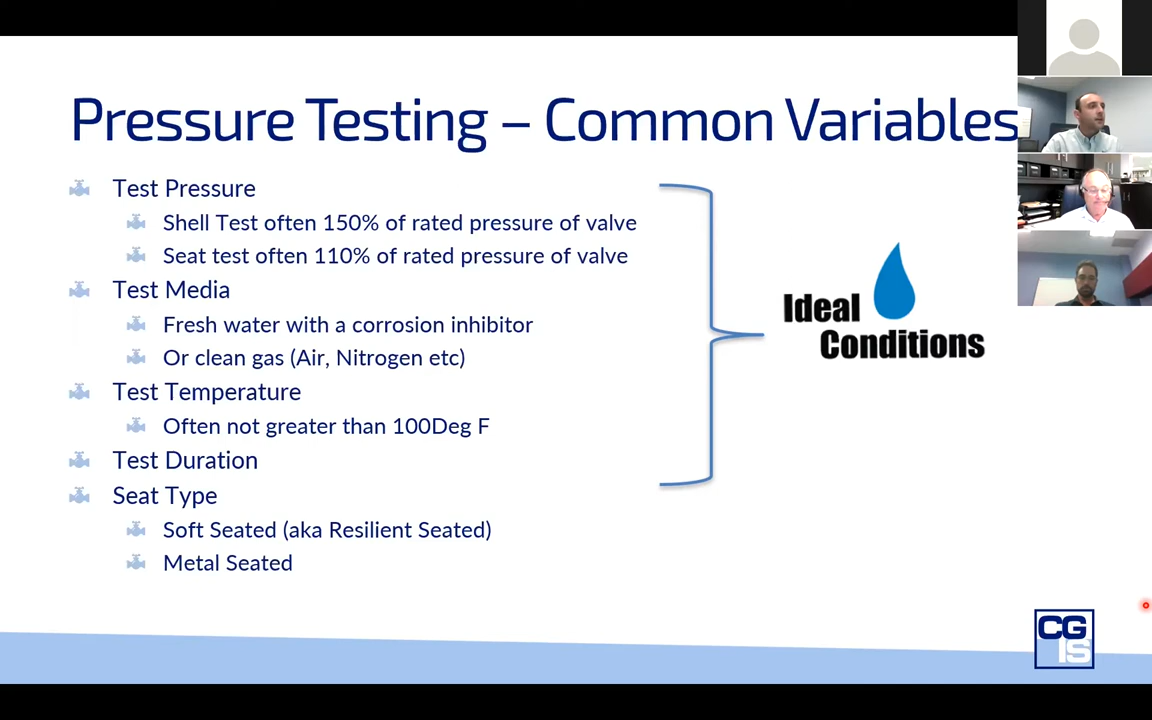 Pressure Testing – Common Variables
Test Pressure
Shell Test often 150% of rated pressure of valve
Seat test often 110% of rated pressure of valve
Test Media
Fresh water with a corrosion inhibitor
Or clean gas (Air, Nitrogen etc)
Test Temperature
Often not greater than 100Deg F
Test Duration
Seat Type
Soft Seated (aka Resilient Seated)
Metal Seated
Ideal
Conditions
CG
IS